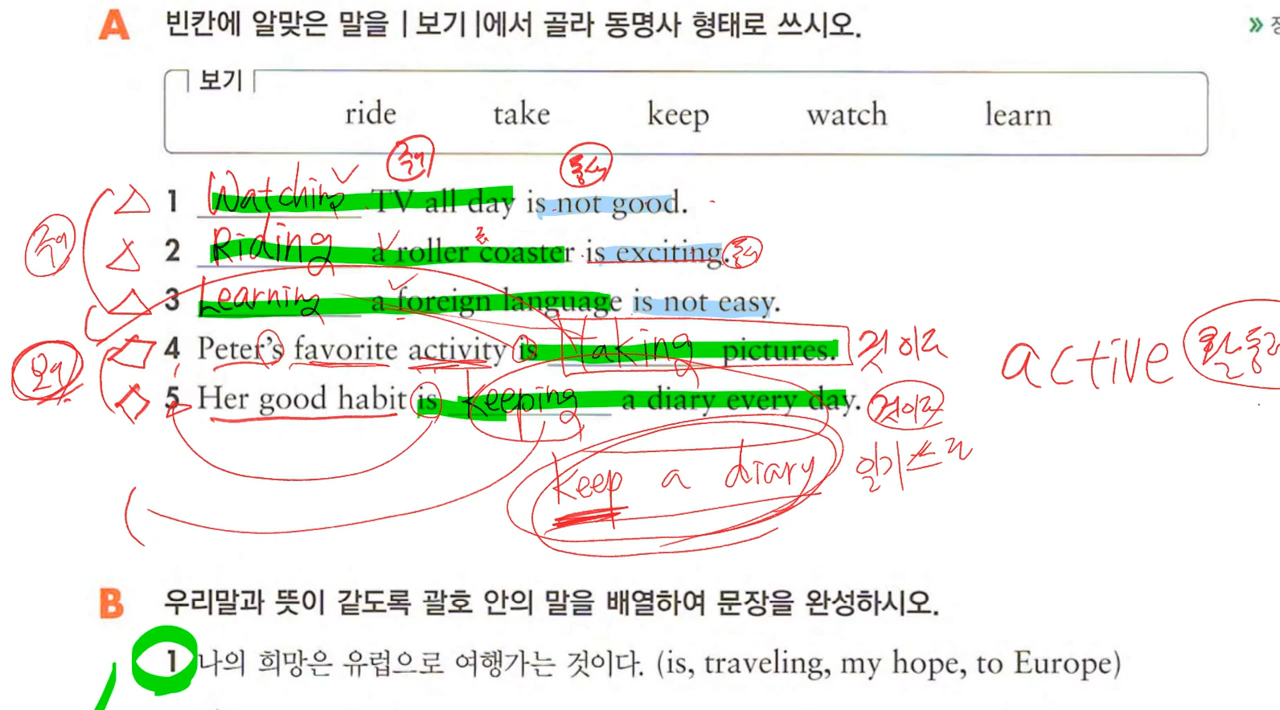 A 빈칸에 알맞은 말을 |보기|에서 골라 동명사 형태로 쓰시오.
»
보기
ride take keep watch learn
주어 동사
1 Watching TV all day is not good.
주어
2 Riding a roller coaster is exciting. 동사
3 Learning a foreign language is not easy.
4 Peter's favorite activity is taking pictures. 것이다 active
보어
5 Her good habit is keeping a diary every day. 것이다
keep a diary 일기쓰다
B 우리말과 뜻이 같도록 괄호 안의 말을 배열하여 문장을 완성하시오.
1 나의 희망은 유럽으로 여행가는 것이다. (is, traveling, my hope, to Europe)